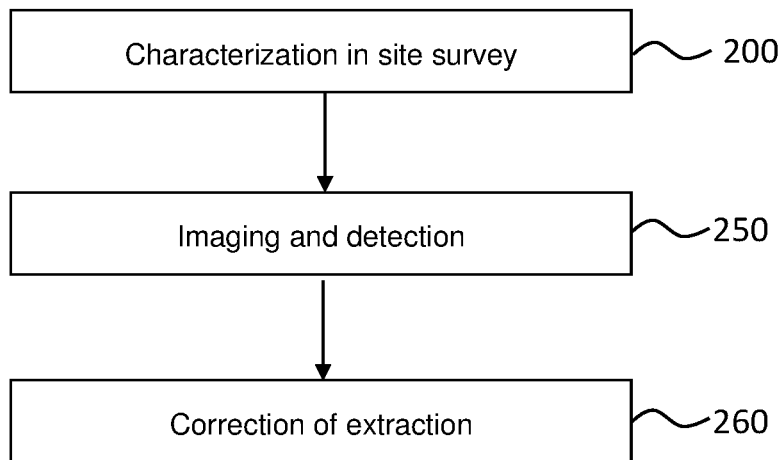 Characterization in site survey
200
Imaging and detection
250
Correction of extraction
260